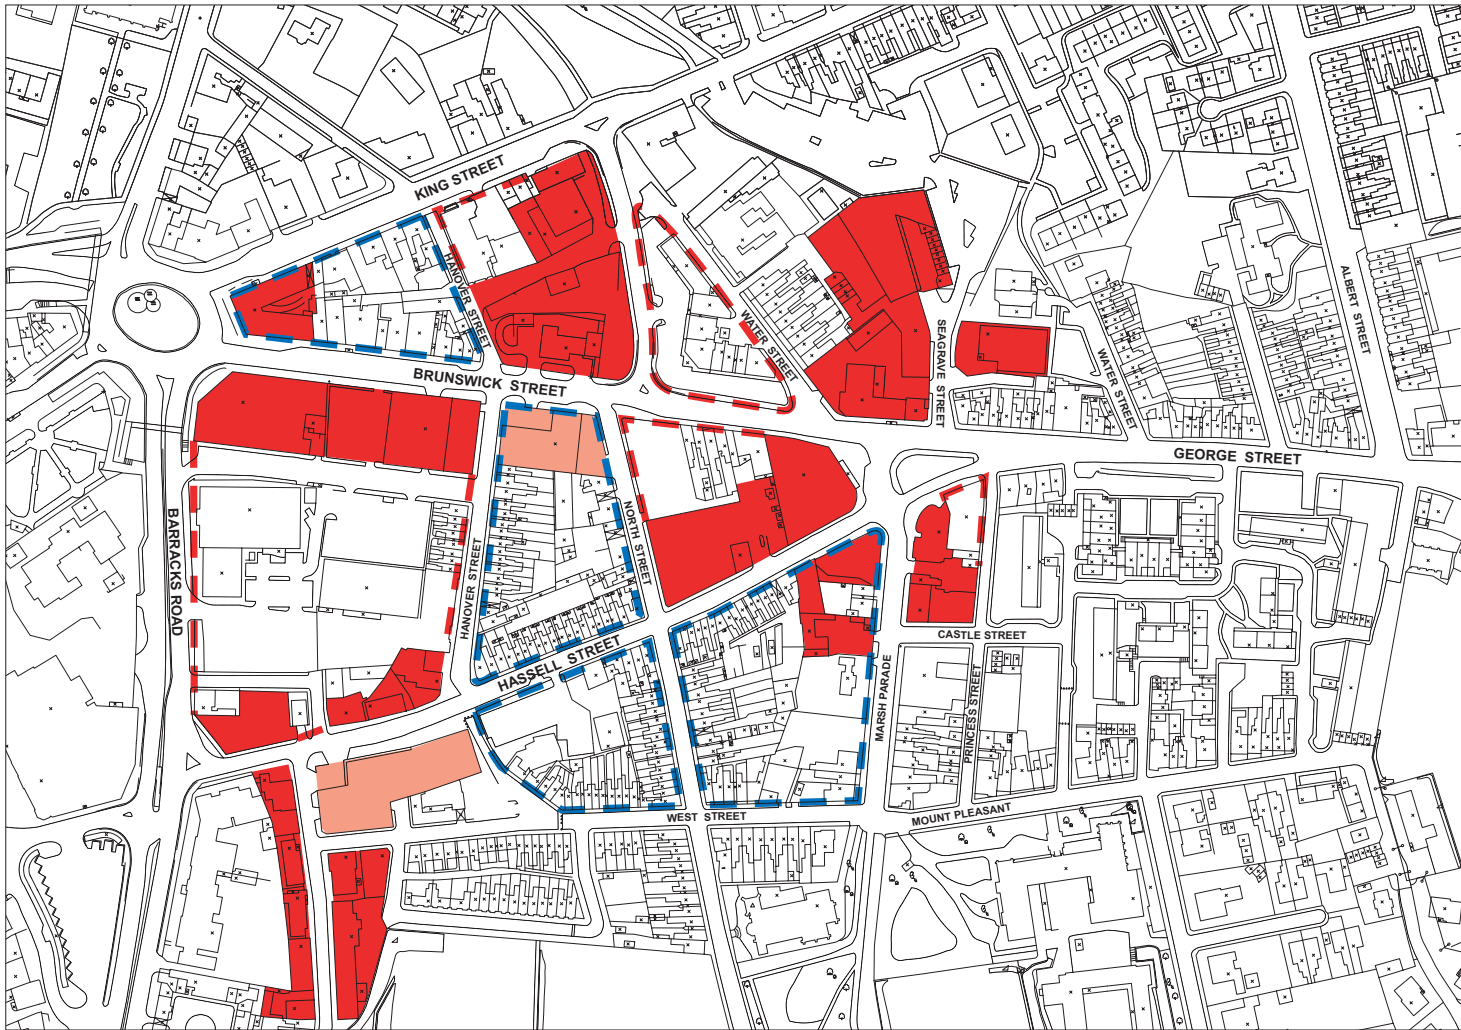 KING STREET
HANOVER STREET
WATER STREET
ALBERT STREET
SEAGRAVE STREET
WATER STREET
BRUNSWICK STREET
GEORGE STREET
BARRACKS ROAD
HANOVER STREET
NORTH STREET
HASSELL STREET
CASTLE STREET
MARSH PARADE
PRINCESS STREET
WEST STREET
MOUNT PLEASANT